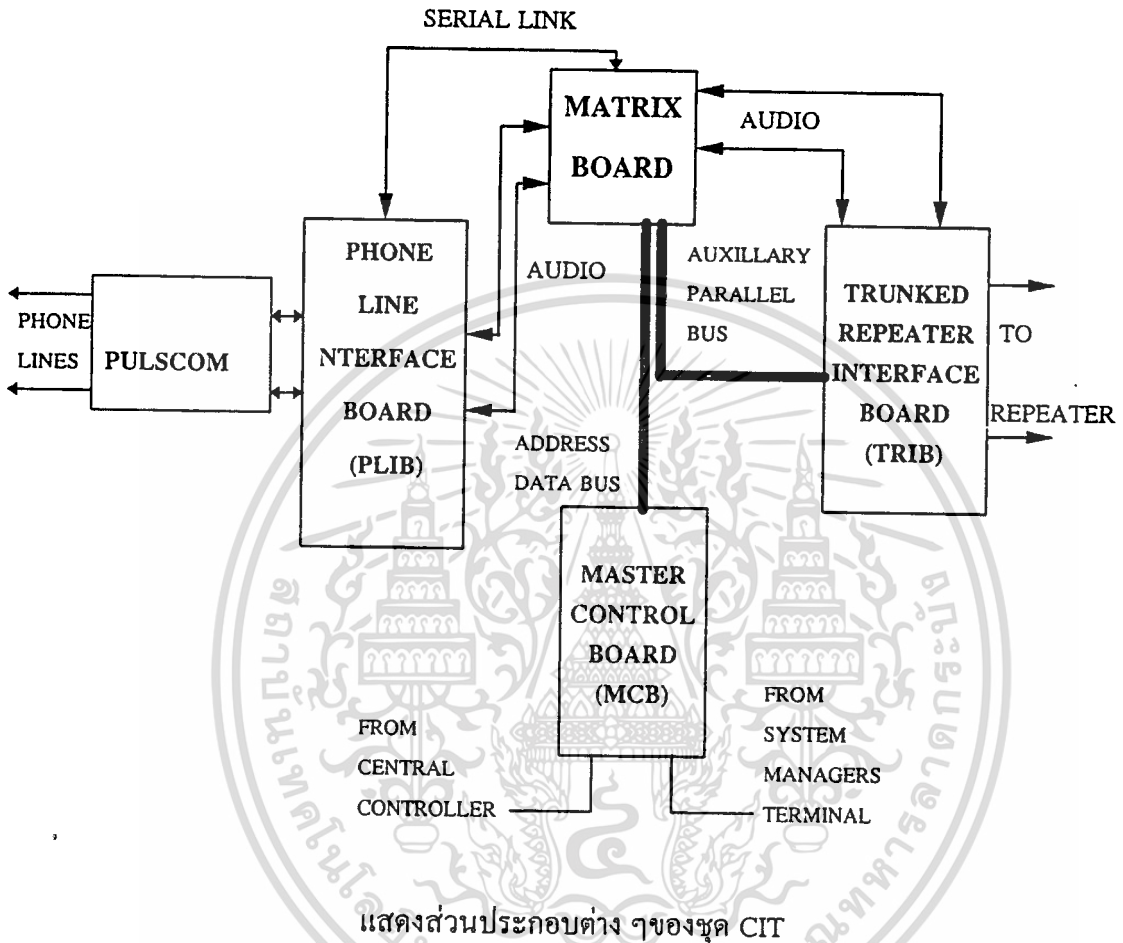 SERIAL LINK
MATRIX
BOARD
AUDIO
PHONE
LINE
NTERFACE
BOARD
(PLIB)
AUDIO
AUXILLARY
PARALLEL
BUS
TRUNKED
REPEATER
INTERFACE
BOARD
(TRIB)
TO
REPEATER
PHONE
LINES
PULSCOM
ADDRESS
DATA BUS
MASTER
CONTROL
BOARD
(MCB)
FROM
CENTRAL
CONTROLLER
FROM
SYSTEM
MANAGERS
TERMINAL
แสดงส่วนประกอบต่าง ๆของชุด CIT